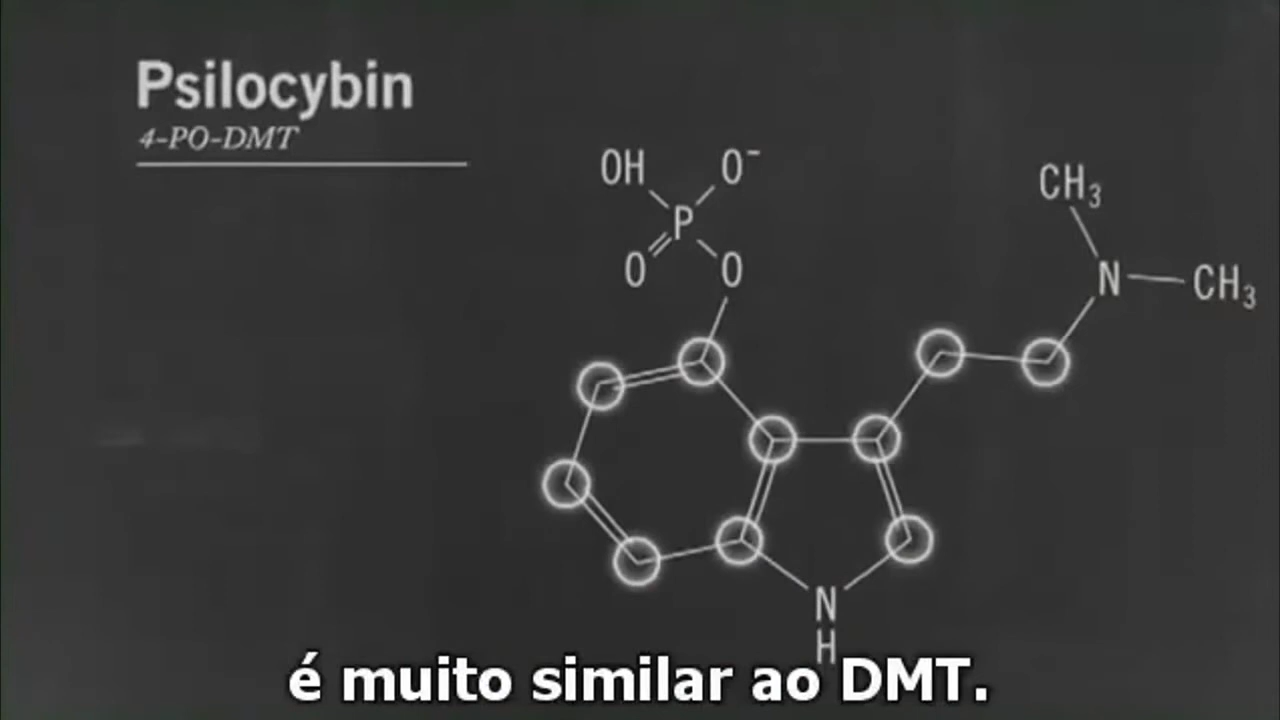 Psilocybin
4-PO-DMT
OH O⁻
P
O O
CH₃
N CH₃
N
H
é muito similar ao DMT.